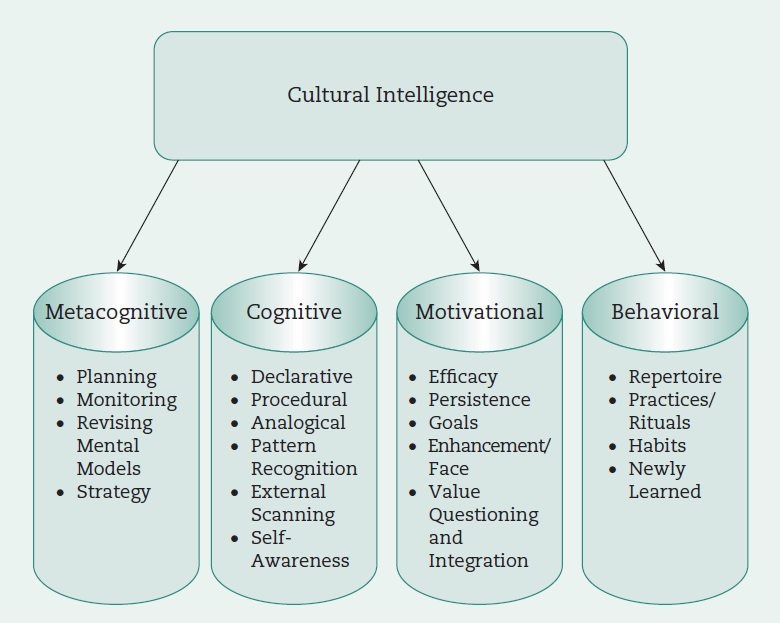 Cultural Intelligence
Metacognitive
• Planning
• Monitoring
• Revising
Mental
Models
• Strategy
Cognitive
• Declarative
• Procedural
• Analogical
• Pattern
Recognition
• External
Scanning
• Self-
Awareness
Motivational
• Efficacy
• Persistence
• Goals
• Enhancement/
Face
• Value
Questioning
and
Integration
Behavioral
• Repertoire
• Practices/
Rituals
• Habits
• Newly
Learned